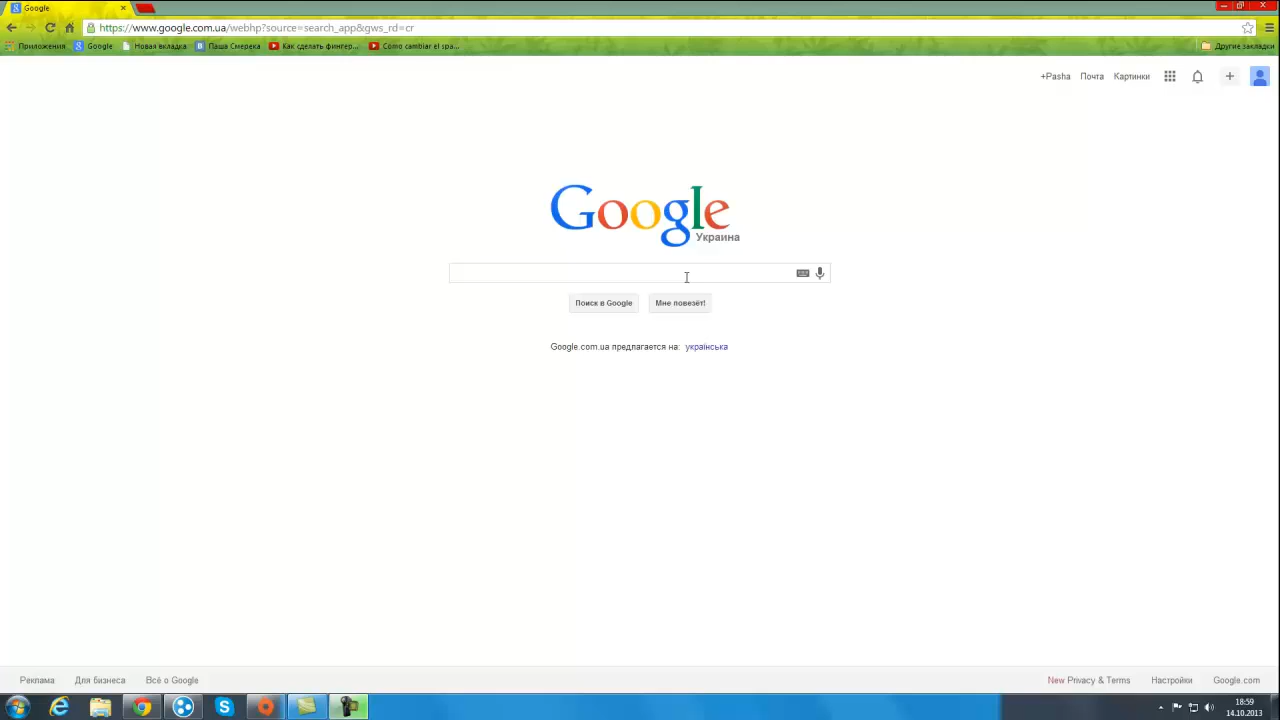 Google
https://www.google.com.ua/webhp?source=search_app&gws_rd=cr
Приложения Google Новая вкладка Паша Смерека Как сделать фингер... Como cambiar el spa... Другие закладки
+Pasha Почта Картинки
Google
Украина
Поиск в Google Мне повезёт!
Google.com.ua предлагается на: українська
Реклама Для бизнеса Всё о Google New Privacy & Terms Настройки Google.com
18:59
14.10.2013